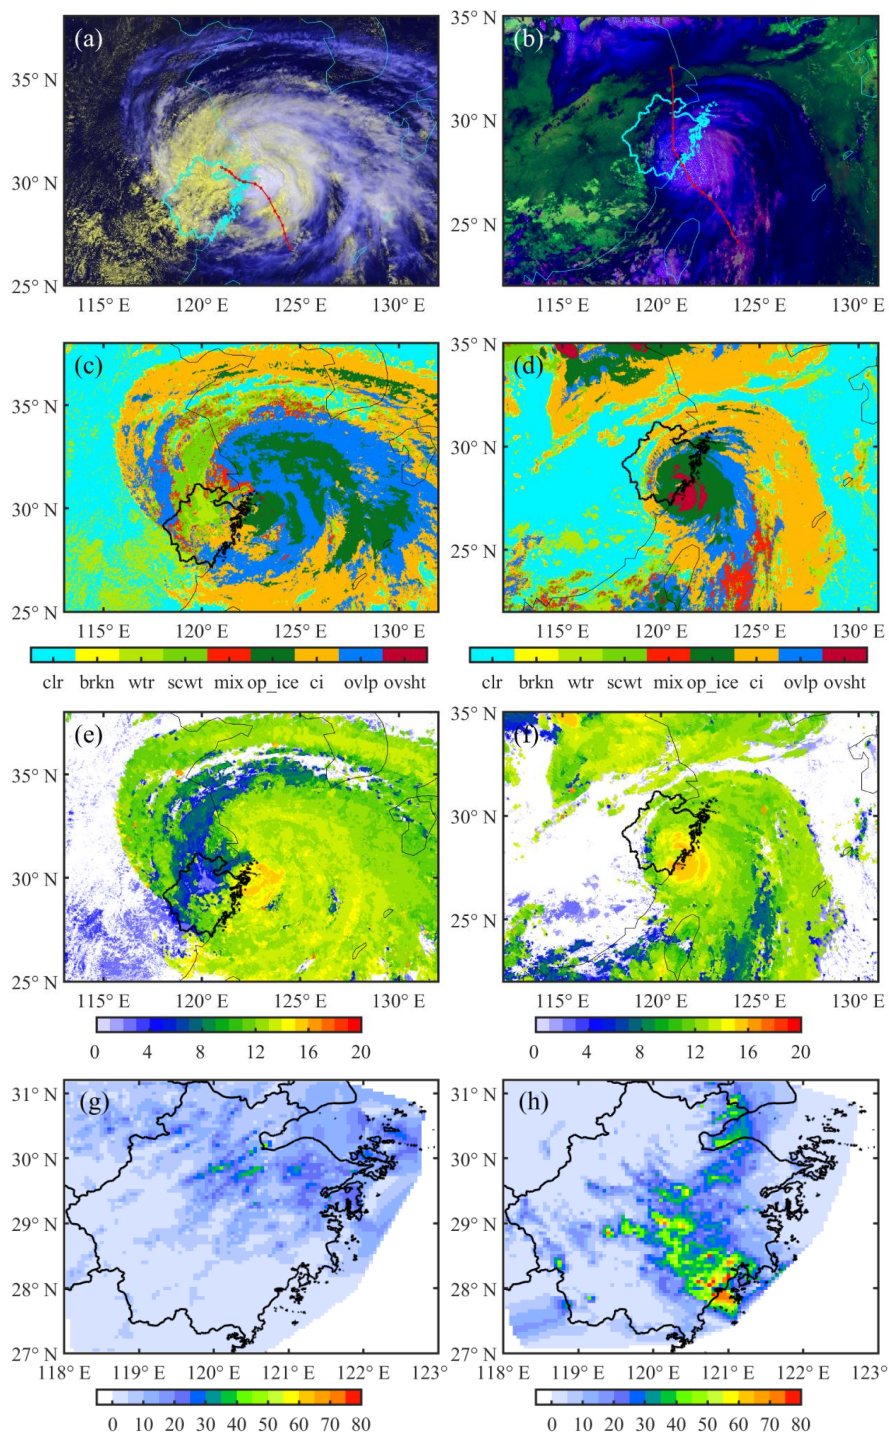 (a) (b)
35° N 35° N
30° N 30° N
25° N 25° N
115° E 120° E 125° E 130° E 115° E 120° E 125° E 130° E
(c) (d)
35° N 35° N
30° N 30° N
25° N 25° N
115° E 120° E 125° E 130° E 115° E 120° E 125° E 130° E
clr brkn wtr scwt mix op_ice ci ovlp ovsht clr brkn wtr scwt mix op_ice ci ovlp ovsht
(e) (f)
35° N 35° N
30° N 30° N
25° N 25° N
115° E 120° E 125° E 130° E 115° E 120° E 125° E 130° E
0 4 8 12 16 20 0 4 8 12 16 20
(g) (h)
31° N 31° N
30° N 30° N
29° N 29° N
28° N 28° N
27° N 27° N
118° E 119° E 120° E 121° E 122° E 123° E 118° E 119° E 120° E 121° E 122° E 123°
0 10 20 30 40 50 60 70 80 0 10 20 30 40 50 60 70 80